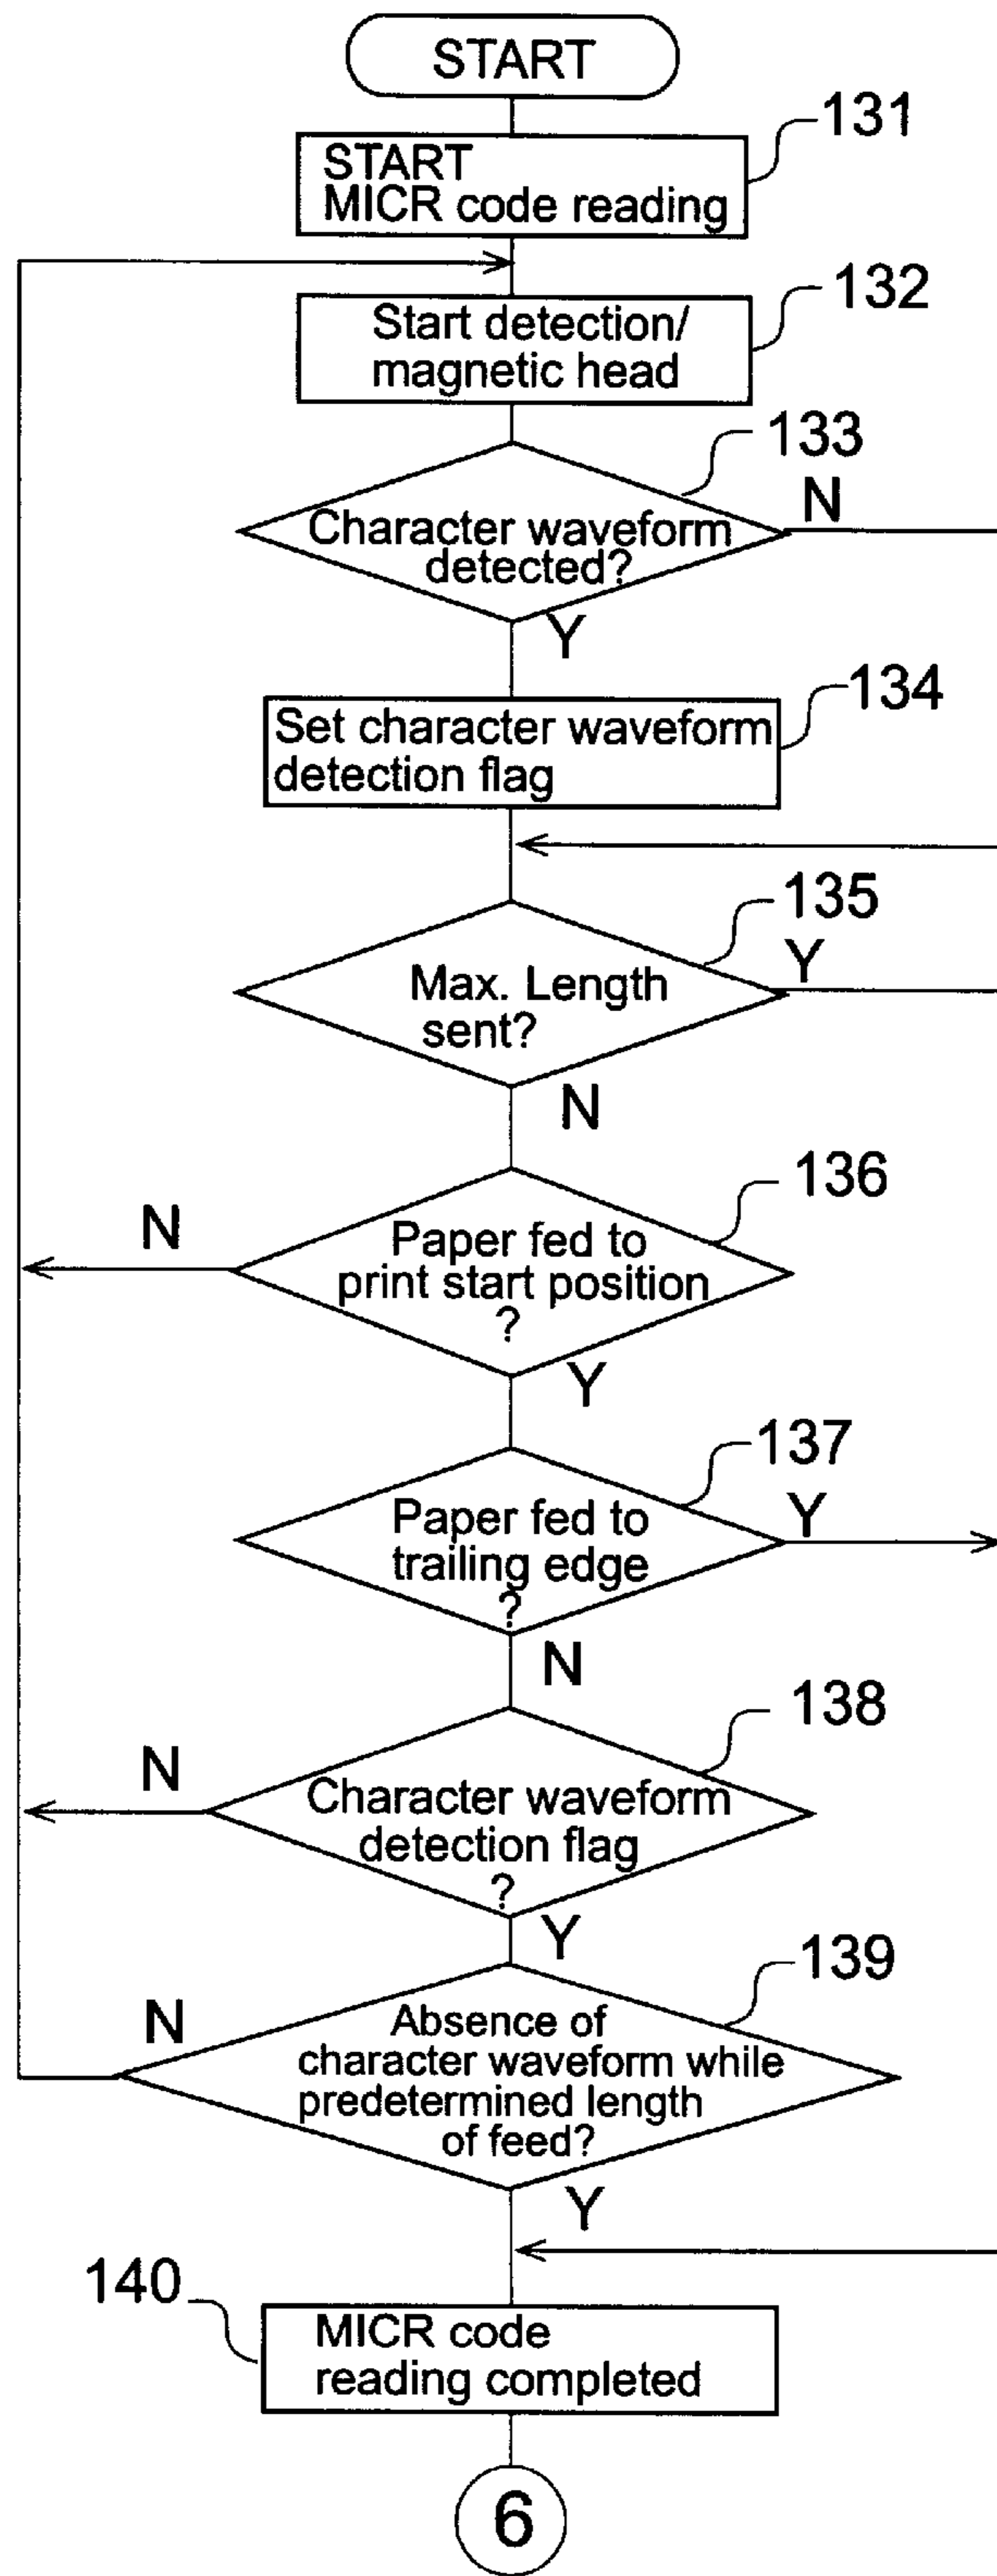 START
131
START
MICR code reading
132
Start detection/
magnetic head
133
N
Character waveform
detected?
Y
134
Set character waveform
detection flag
135
Y
Max. Length
sent?
N
136
N
Paper fed to
print start position
?
Y
137
Y
Paper fed to
trailing edge
?
N
138
N
Character waveform
detection flag
?
Y
139
N
Absence of
character waveform while
predetermined length
of feed?
Y
140
MICR code
reading completed
6